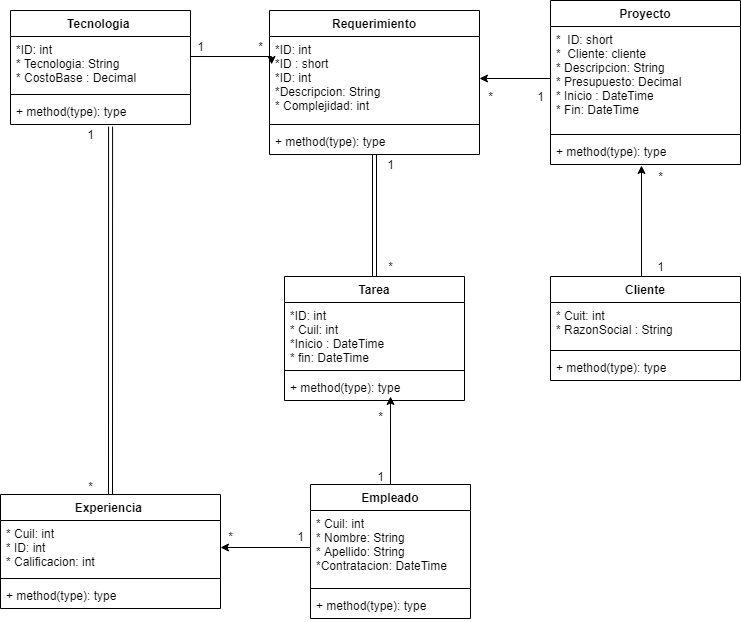 Tecnologia
*ID: int
* Tecnologia: String
* CostoBase : Decimal
+ method(type): type
1
*
Requerimiento
*ID: int
*ID : short
*ID: int
*Descripcion: String
* Complejidad: int
+ method(type): type
*
1
Proyecto
* ID: short
* Cliente: cliente
* Descripcion: String
* Presupuesto: Decimal
* Inicio : DateTime
* Fin: DateTime
+ method(type): type
1
1
*
*
1
Tarea
*ID: int
* Cuil: int
*Inicio : DateTime
* fin: DateTime
+ method(type): type
Cliente
* Cuit: int
* RazonSocial : String
+ method(type): type
*
1
*
Experiencia
* Cuil: int
* ID: int
* Calificacion: int
+ method(type): type
*
1
Empleado
* Cuil: int
* Nombre: String
* Apellido: String
*Contratacion: DateTime
+ method(type): type